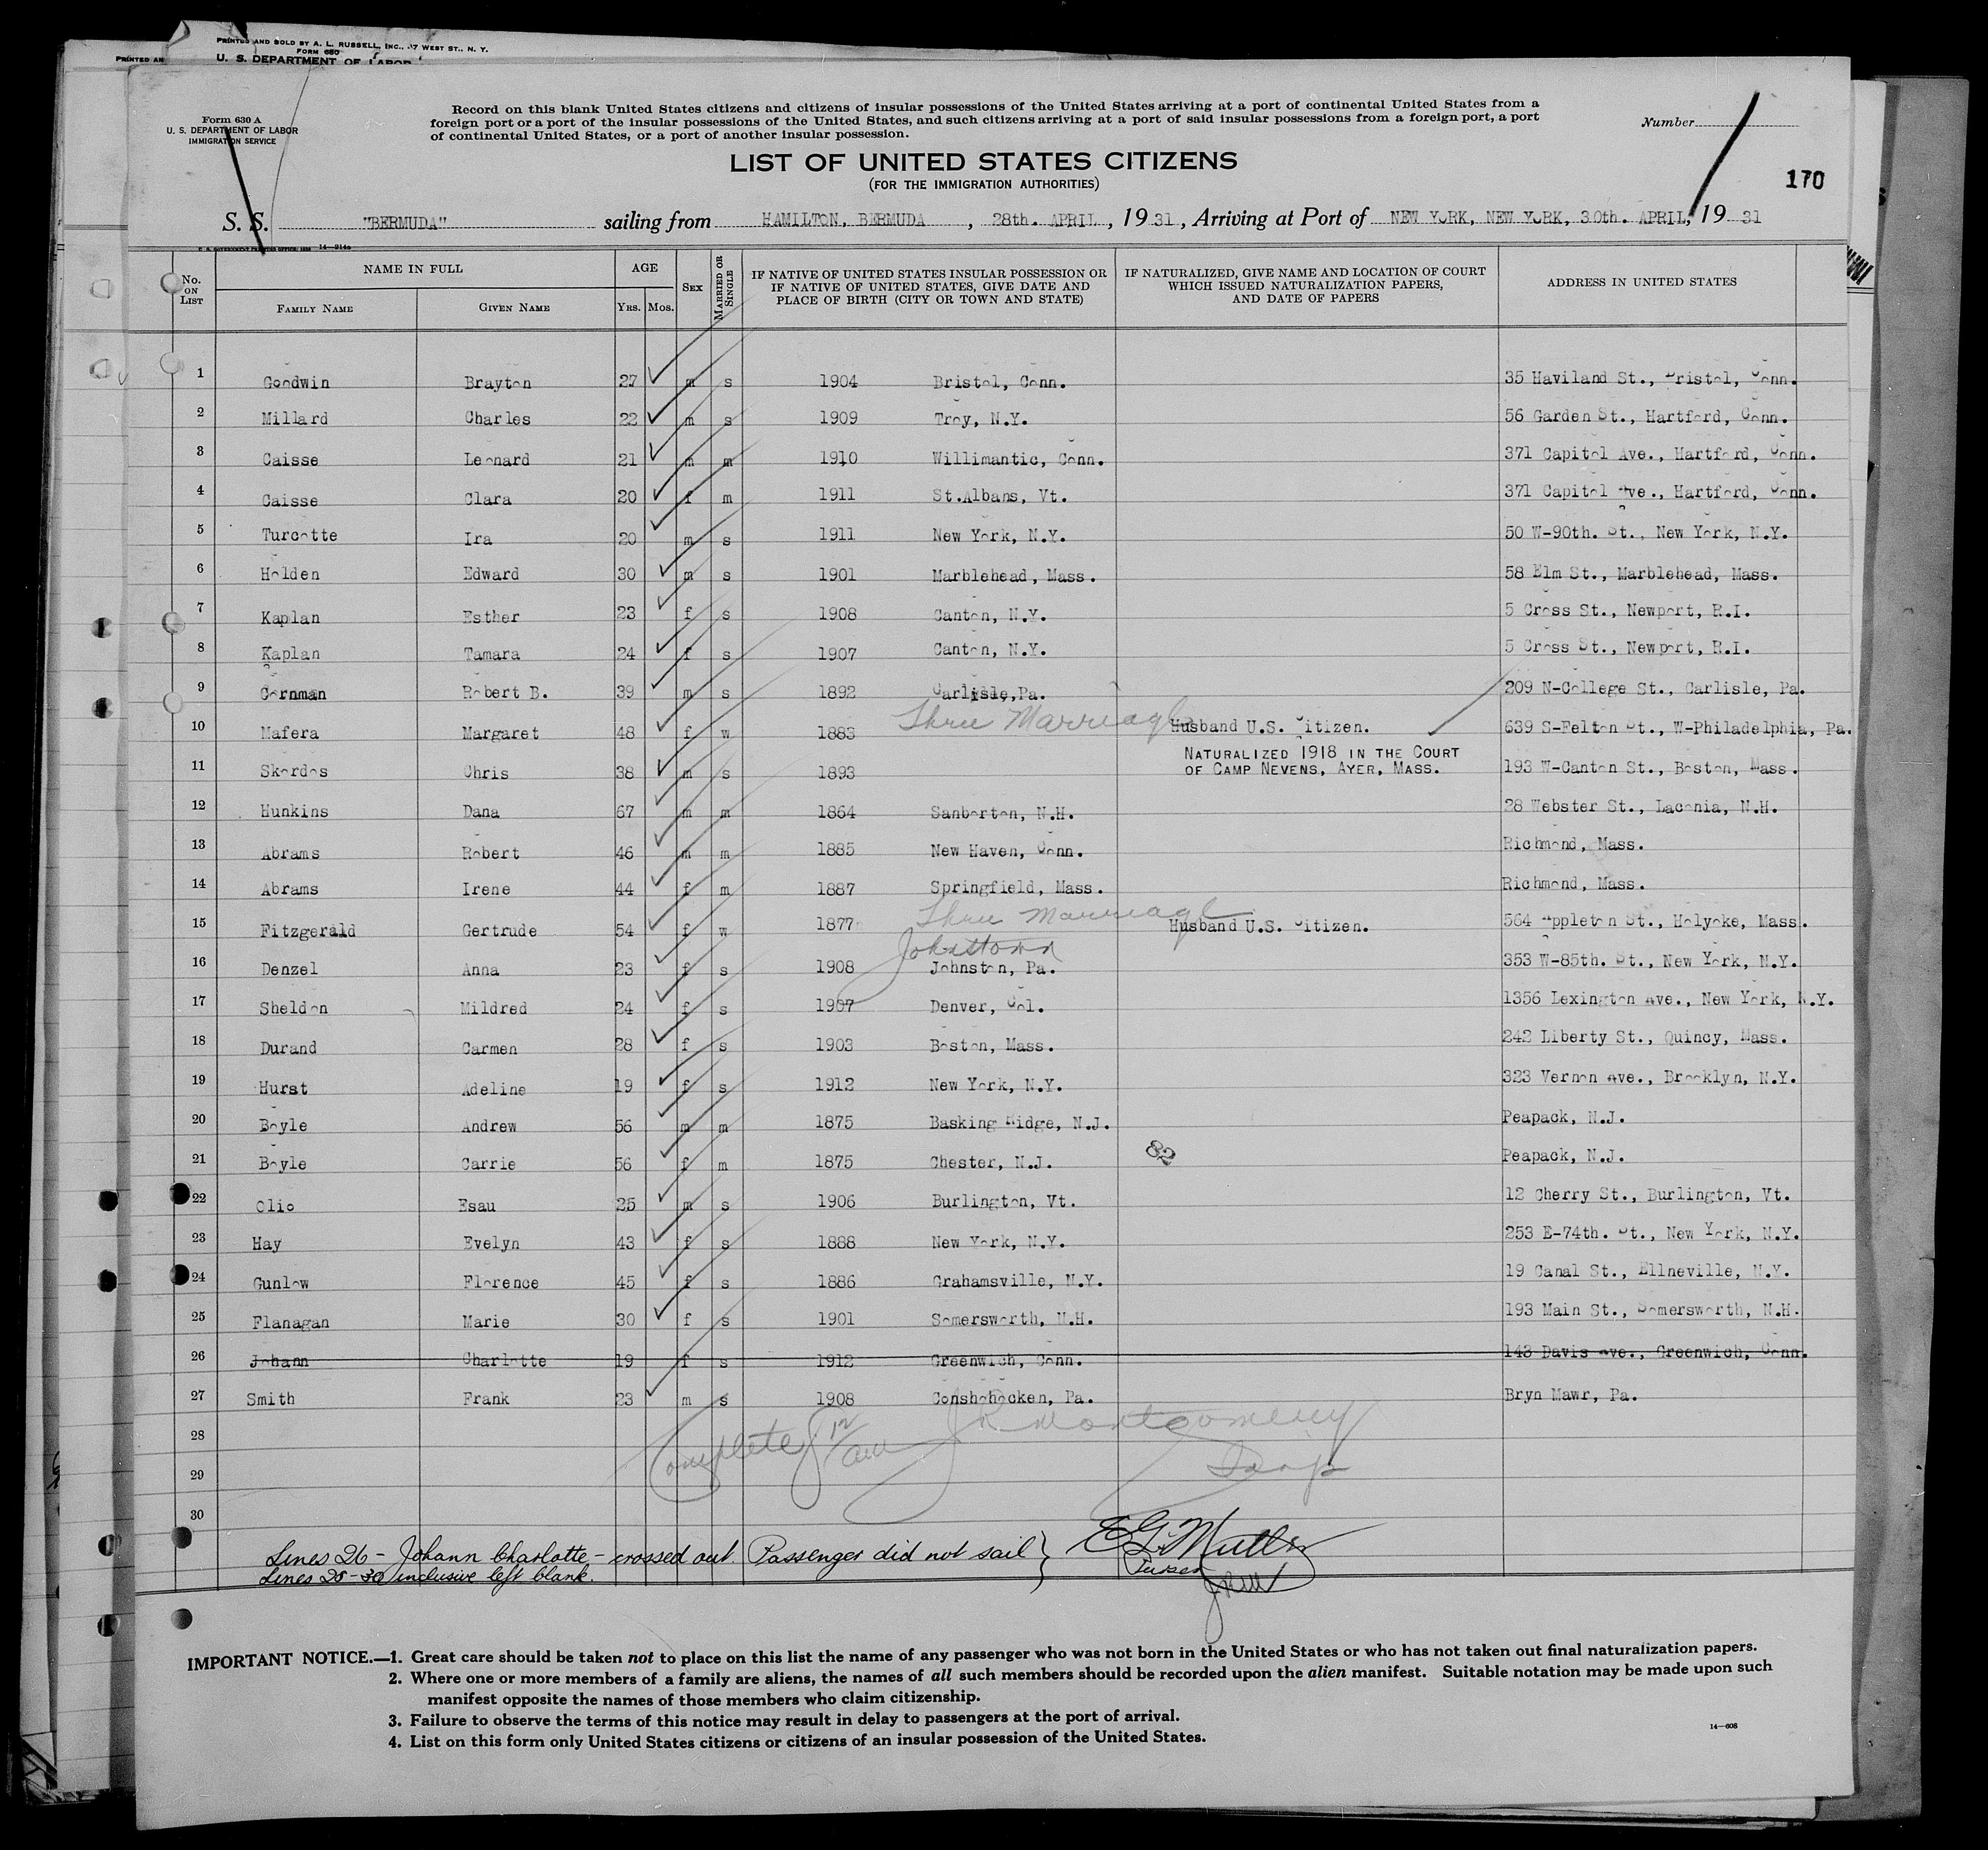 PRINTED AND SOLD BY A. L. RUSSELL, INC., 17 WEST ST., N. Y.
FORM 680
PRINTED AN
U. S. DEPARTMENT OF LABOR
Form 630 A
U. S. DEPARTMENT OF LABOR
IMMIGRATION SERVICE
Record on this blank United States citizens and citizens of insular possessions of the United States arriving at a port of continental United States from a
foreign port or a port of the insular possessions of the United States, and such citizens arriving at a port of said insular possessions from a foreign port, a port
of continental United States, or a port of another insular possession.
Number
LIST OF UNITED STATES CITIZENS
(FOR THE IMMIGRATION AUTHORITIES)
170
S. S. "BERMUDA" sailing from HAMILTON, BERMUDA, 28th. APRIL, 1931, Arriving at Port of NEW YORK, NEW YORK, 30th. APRIL, 1931
No. ON LIST
NAME IN FULL
FAMILY NAME
GIVEN NAME
AGE
YRS. MOS.
SEX
MARRIED OR SINGLE
IF NATIVE OF UNITED STATES INSULAR POSSESSION OR
IF NATIVE OF UNITED STATES, GIVE DATE AND
PLACE OF BIRTH (CITY OR TOWN AND STATE)
IF NATURALIZED, GIVE NAME AND LOCATION OF COURT
WHICH ISSUED NATURALIZATION PAPERS,
AND DATE OF PAPERS
ADDRESS IN UNITED STATES
1 Goodwin Brayton 27 m s 1904 Bristol, Conn. 35 Haviland St., Bristol, Conn.
2 Millard Charles 22 m s 1909 Troy, N.Y. 56 Garden St., Hartford, Conn.
3 Caisse Leonard 21 m m 1910 Willimantic, Conn. 371 Capitol Ave., Hartford, Conn.
4 Caisse Clara 20 f m 1911 St.Albans, Vt. 371 Capitol Ave., Hartford, Conn.
5 Turcotte Ira 20 m s 1911 New York, N.Y. 50 W-90th. St., New York, N.Y.
6 Holden Edward 30 m s 1901 Marblehead, Mass. 58 Elm St., Marblehead, Mass.
7 Kaplan Esther 23 f s 1908 Canton, N.Y. 5 Cross St., Newport, R.I.
8 Kaplan Tamara 24 f s 1907 Canton, N.Y. 5 Cross St., Newport, R.I.
9 Cornman Robert B. 39 m s 1892 Carlisle,Pa. 209 N-College St., Carlisle, Pa.
10 Mafera Margaret 48 f w 1883 Thru Marriage Husband U.S. Citizen. 639 S-Felton St., W-Philadelphia, Pa.
11 Skordos Chris 38 m s 1893 NATURALIZED 1918 IN THE COURT OF CAMP NEVENS, AYER, MASS. 193 W-Canton St., Boston, Mass.
12 Hunkins Dana 67 m m 1864 Sanborton, N.H. 28 Webster St., Laconia, N.H.
13 Abrams Robert 46 m m 1885 New Haven, Conn. Richmond, Mass.
14 Abrams Irene 44 f m 1887 Springfield, Mass. Richmond, Mass.
15 Fitzgerald Gertrude 54 f w 1877 Thru Marriage Husband U.S. Citizen. 564 Appleton St., Holyoke, Mass.
Johnstown
16 Denzel Anna 23 f s 1908 Johnston, Pa. 353 W-85th. St., New York, N.Y.
17 Sheldon Mildred 24 f s 1907 Denver, Col. 1356 Lexington Ave., New York, N.Y.
18 Durand Carmen 28 f s 1903 Boston, Mass. 242 Liberty St., Quincy, Mass.
19 Hurst Adeline 19 f s 1912 New York, N.Y. 323 Vernon Ave., Brooklyn, N.Y.
20 Boyle Andrew 56 m m 1875 Basking Ridge, N.J. Peapack, N.J.
21 Boyle Carrie 56 f m 1875 Chester, N.J. 82 Peapack, N.J.
22 Olio Esau 25 m s 1906 Burlington, Vt. 12 Cherry St., Burlington, Vt.
23 Hay Evelyn 43 f s 1888 New York, N.Y. 253 E-74th. St., New York, N.Y.
24 Gunlow Florence 45 f s 1886 Grahamsville, N.Y. 19 Canal St., Ellneville, N.Y.
25 Flanagan Marie 30 f s 1901 Somersworth, N.H. 193 Main St., Somersworth, N.H.
26 Johann Charlotte 19 f s 1912 Greenwich, Conn. 143 Davis Ave., Greenwich, Conn.
27 Smith Frank 23 m s 1908 Conshohocken, Pa. Bryn Mawr, Pa.
28
29
30
Complete JR Montgomery
Insp
Lines 26 - Johann Charlotte - crossed out. Passenger did not sail } E G Mutler
Lines 28-30 inclusive left blank. Purser
JRM
IMPORTANT NOTICE.—1. Great care should be taken not to place on this list the name of any passenger who was not born in the United States or who has not taken out final naturalization papers.
2. Where one or more members of a family are aliens, the names of all such members should be recorded upon the alien manifest. Suitable notation may be made upon such
manifest opposite the names of those members who claim citizenship.
3. Failure to observe the terms of this notice may result in delay to passengers at the port of arrival.
4. List on this form only United States citizens or citizens of an insular possession of the United States.
14—608